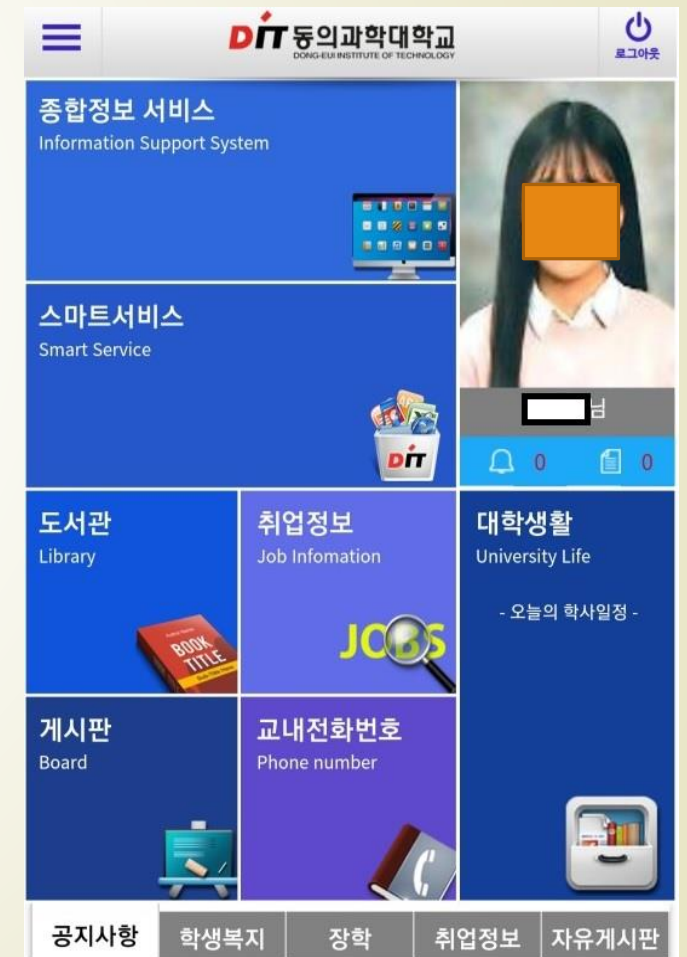 DIT 동의과학대학교
DONG-EUI INSTITUTE OF TECHNOLOGY
로그아웃
종합정보 서비스
Information Support System
스마트서비스
Smart Service
DIT
님
0 0
도서관
Library
BOOK
TITLE
취업정보
Job Infomation
JOBS
대학생활
University Life
- 오늘의 학사일정 -
게시판
Board
교내전화번호
Phone number
공지사항 학생복지 장학 취업정보 자유게시판